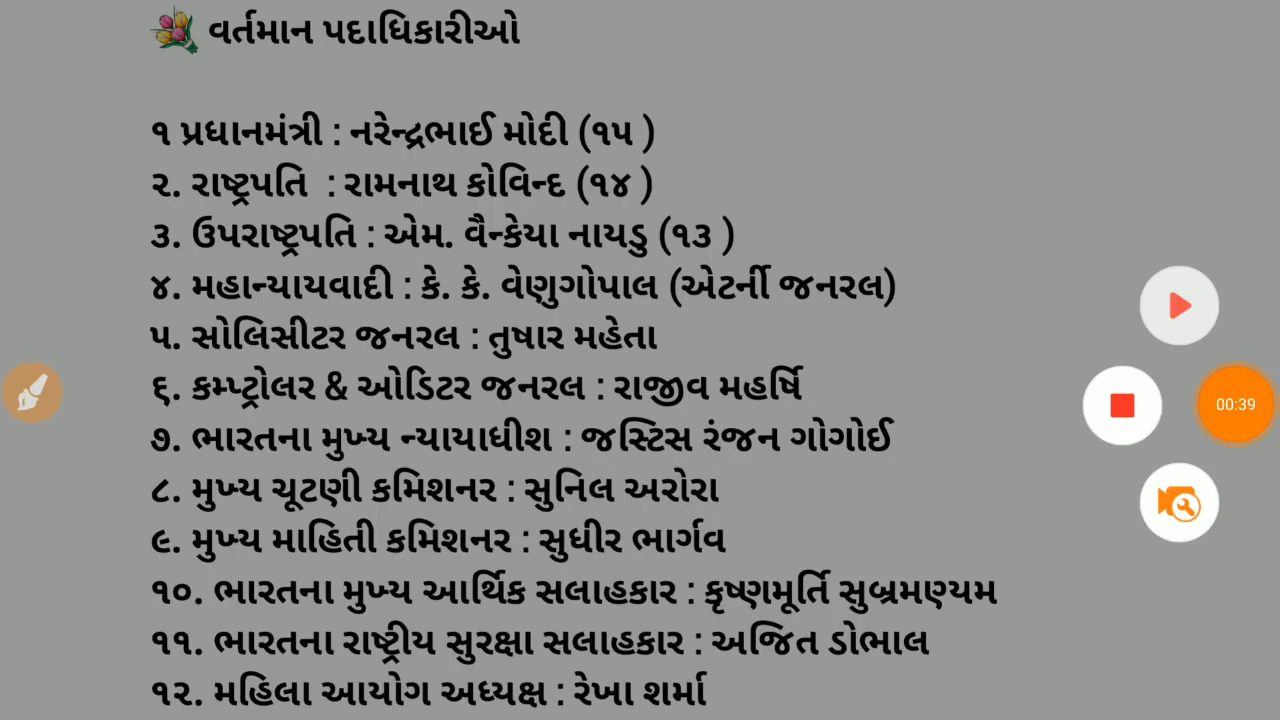 વર્તમાન પદાધિકારીઓ
૧ પ્રધાનમંત્રી : નરેન્દ્રભાઈ મોદી (૧૫ )
૨. રાષ્ટ્રપતિ : રામનાથ કોવિન્દ (૧૪ )
૩. ઉપરાષ્ટ્રપતિ : એમ. વૈન્કેયા નાયડુ (૧૩ )
૪. મહાન્યાયવાદી : કે. કે. વેણુગોપાલ (એટર્ની જનરલ)
૫. સોલિસીટર જનરલ : તુષાર મહેતા
૬. કમ્પ્ટ્રોલર & ઓડિટર જનરલ : રાજીવ મહર્ષિ
૭. ભારતના મુખ્ય ન્યાયાધીશ : જસ્ટિસ રંજન ગોગોઈ
૮. મુખ્ય ચૂટણી કમિશનર : સુનિલ અરોરા
૯. મુખ્ય માહિતી કમિશનર : સુધીર ભાર્ગવ
૧૦. ભારતના મુખ્ય આર્થિક સલાહકાર : કૃષ્ણમૂર્તિ સુબ્રમણ્યમ
૧૧. ભારતના રાષ્ટ્રીય સુરક્ષા સલાહકાર : અજિત ડોભાલ
૧૨. મહિલા આયોગ અધ્યક્ષ : રેખા શર્મા
00:39